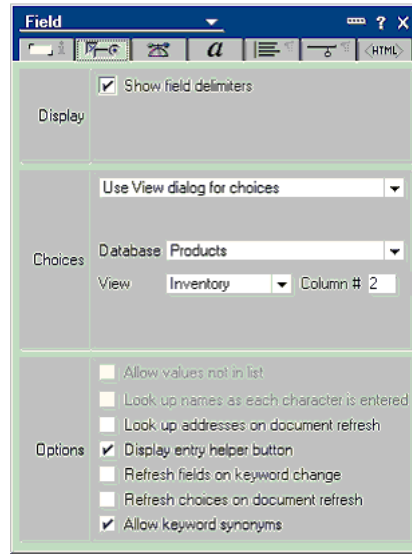 Field
? X
i a ¶ ¶ <HTML>
Show field delimiters
Display
Use View dialog for choices
Choices
Database Products
View Inventory Column # 2
Allow values not in list
Look up names as each character is entered
Look up addresses on document refresh
Options
Display entry helper button
Refresh fields on keyword change
Refresh choices on document refresh
Allow keyword synonyms